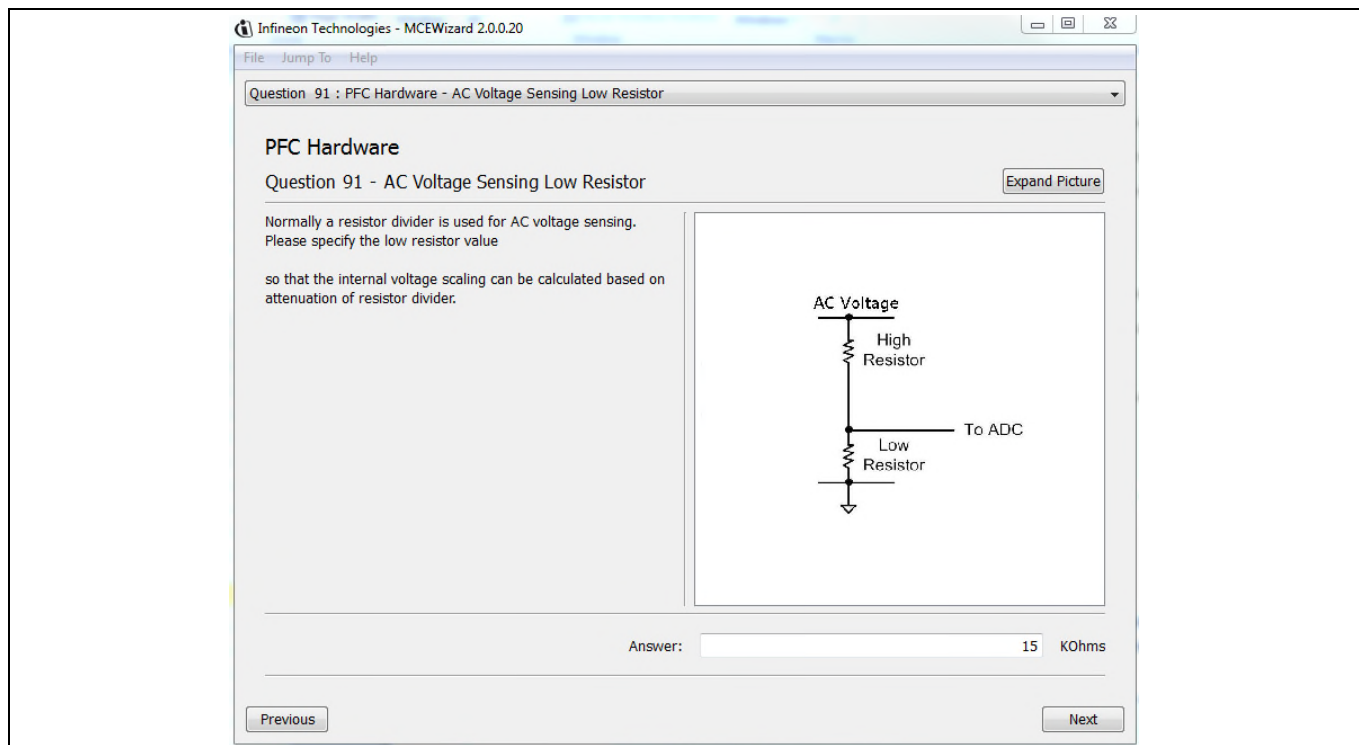 Infineon Technologies - MCEWizard 2.0.0.20
File Jump To Help
Question 91 : PFC Hardware - AC Voltage Sensing Low Resistor
PFC Hardware
Question 91 - AC Voltage Sensing Low Resistor
Expand Picture
Normally a resistor divider is used for AC voltage sensing.
Please specify the low resistor value
so that the internal voltage scaling can be calculated based on
attenuation of resistor divider.
AC Voltage
High
Resistor
To ADC
Low
Resistor
Answer: 15 KOhms
Previous
Next